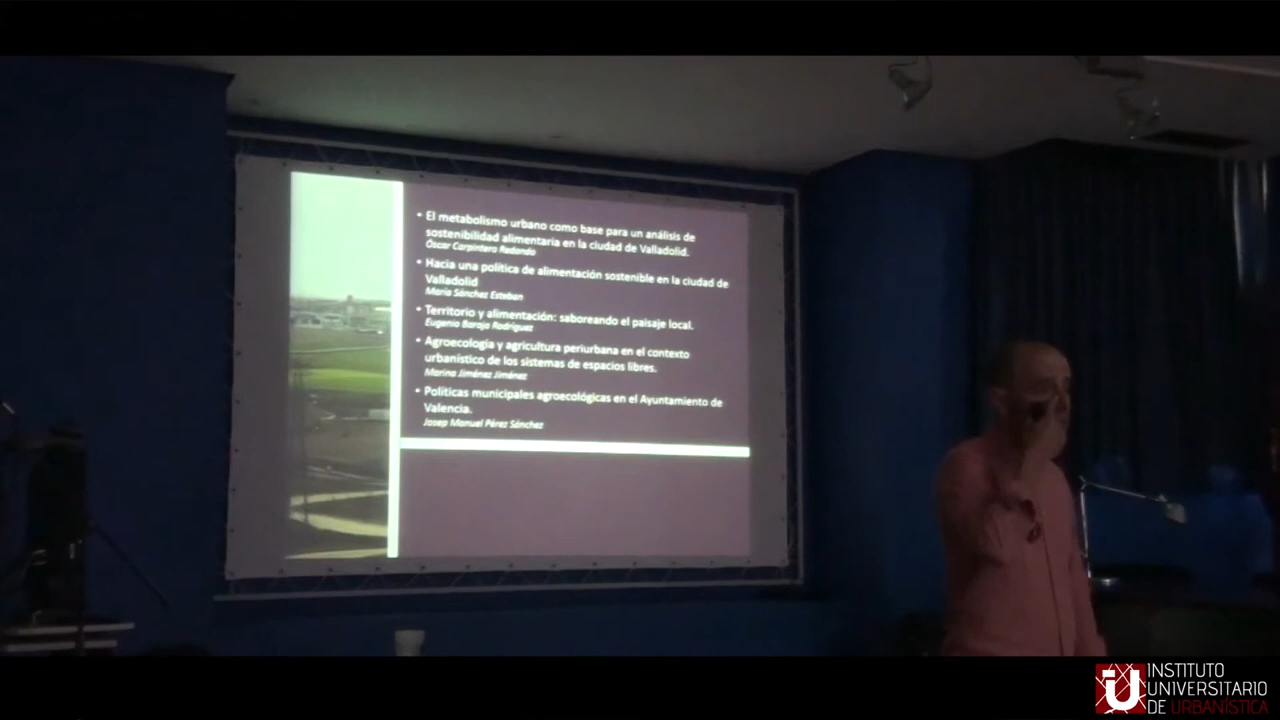 • El metabolismo urbano como base para un análisis de
sostenibilidad alimentaria en la ciudad de Valladolid.
Óscar Carpintero Redondo
• Hacia una política de alimentación sostenible en la ciudad de
Valladolid
María Sánchez Esteban
• Territorio y alimentación: saboreando el paisaje local.
Eugenio Baraja Rodríguez
• Agroecología y agricultura periurbana en el contexto
urbanístico de los sistemas de espacios libres.
Marina Jiménez Jiménez
• Políticas municipales agroecológicas en el Ayuntamiento de
Valencia.
Josep Manuel Pérez Sánchez
iU INSTITUTO
UNIVERSITARIO
DE URBANÍSTICA